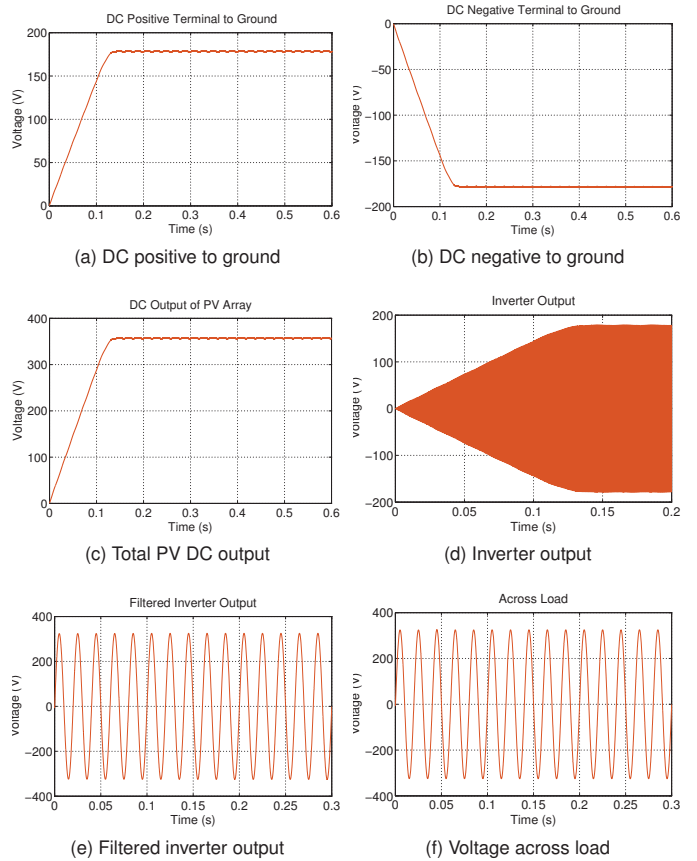 DC Positive Terminal to Ground
200
150
100
50
0
Voltage (V)
0 0.1 0.2 0.3 0.4 0.5 0.6
Time (s)
(a) DC positive to ground
DC Negative Terminal to Ground
0
−50
−100
−150
−200
Voltage (V)
0 0.1 0.2 0.3 0.4 0.5 0.6
Time (s)
(b) DC negative to ground
DC Output of PV Array
400
300
200
100
0
Voltage (V)
0 0.1 0.2 0.3 0.4 0.5 0.6
Time (s)
(c) Total PV DC output
Inverter Output
200
100
0
−100
−200
Voltage (V)
0 0.05 0.1 0.15 0.2
Time (s)
(d) Inverter output
Filtered Inverter Output
400
200
0
−200
−400
Voltage (V)
0 0.05 0.1 0.15 0.2 0.25 0.3
Time (s)
(e) Filtered inverter output
Across Load
400
200
0
−200
−400
Voltage (V)
0 0.05 0.1 0.15 0.2 0.25 0.3
Time (s)
(f) Voltage across load